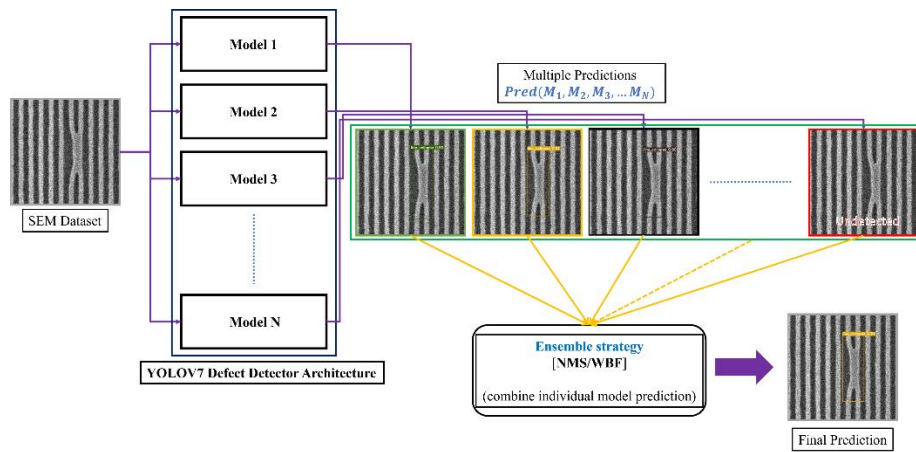 Model 1
Multiple Predictions
Pred(M₁, M₂, M₃, … M_N)
Model 2
Model 3
SEM Dataset
Undetected
Model N
YOLOV7 Defect Detector Architecture
Ensemble strategy
[NMS/WBF]
(combine individual model prediction)
Final Prediction